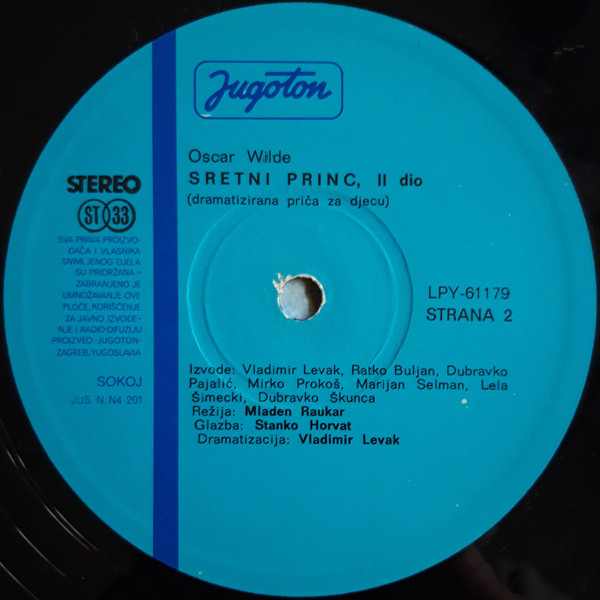 Jugoton
Oscar Wilde
SRETNI PRINC, II dio
(dramatizirana priča za djecu)
STEREO
ST 33
SVA PRAVA PROIZVO-
ĐAČA I VLASNIKA
SNIMLJENOG DJELA
SU PRIDRŽANA -
ZABRANJENO JE
UMNOŽAVANJE OVE
PLOČE, KORIŠĆENJE
ZA JAVNO IZVOĐE-
NJE I RADIO DIFUZIJU
PROIZVEO - JUGOTON-
ZAGREB, YUGOSLAVIA
SOKOJ
JUS. N.N4 201
LPY-61179
STRANA 2
Izvode: Vladimir Levak, Ratko Buljan, Dubravko
Pajalić, Mirko Prokoš, Marijan Selman, Lela
Šimecki, Dubravko Škunca
Režija: Mladen Raukar
Glazba: Stanko Horvat
Dramatizacija: Vladimir Levak